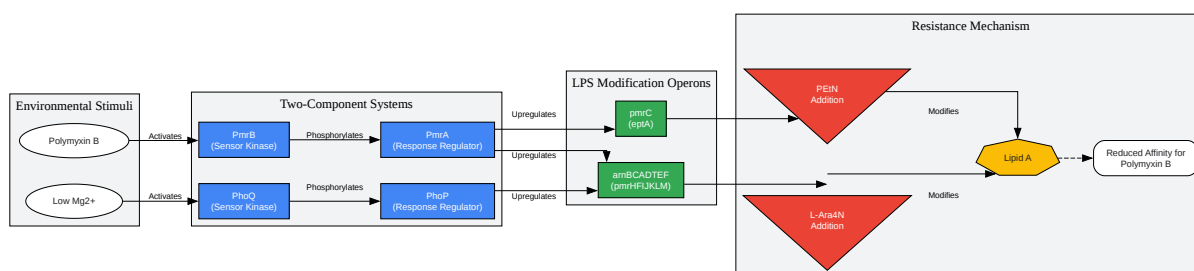 Resistance Mechanism
LPS Modification Operons
Environmental Stimuli
Two-Component Systems
Polymyxin B
Activates
PmrB
(Sensor Kinase)
Phosphorylates
PmrA
(Response Regulator)
Upregulates
Upregulates
pmrC
(eptA)
PEtN
Addition
Modifies
Low Mg2+
Activates
PhoQ
(Sensor Kinase)
Phosphorylates
PhoP
(Response Regulator)
Upregulates
arnBCADTEF
(pmrHFIJKLM)
L-Ara4N
Addition
Modifies
Lipid A
Reduced Affinity for
Polymyxin B